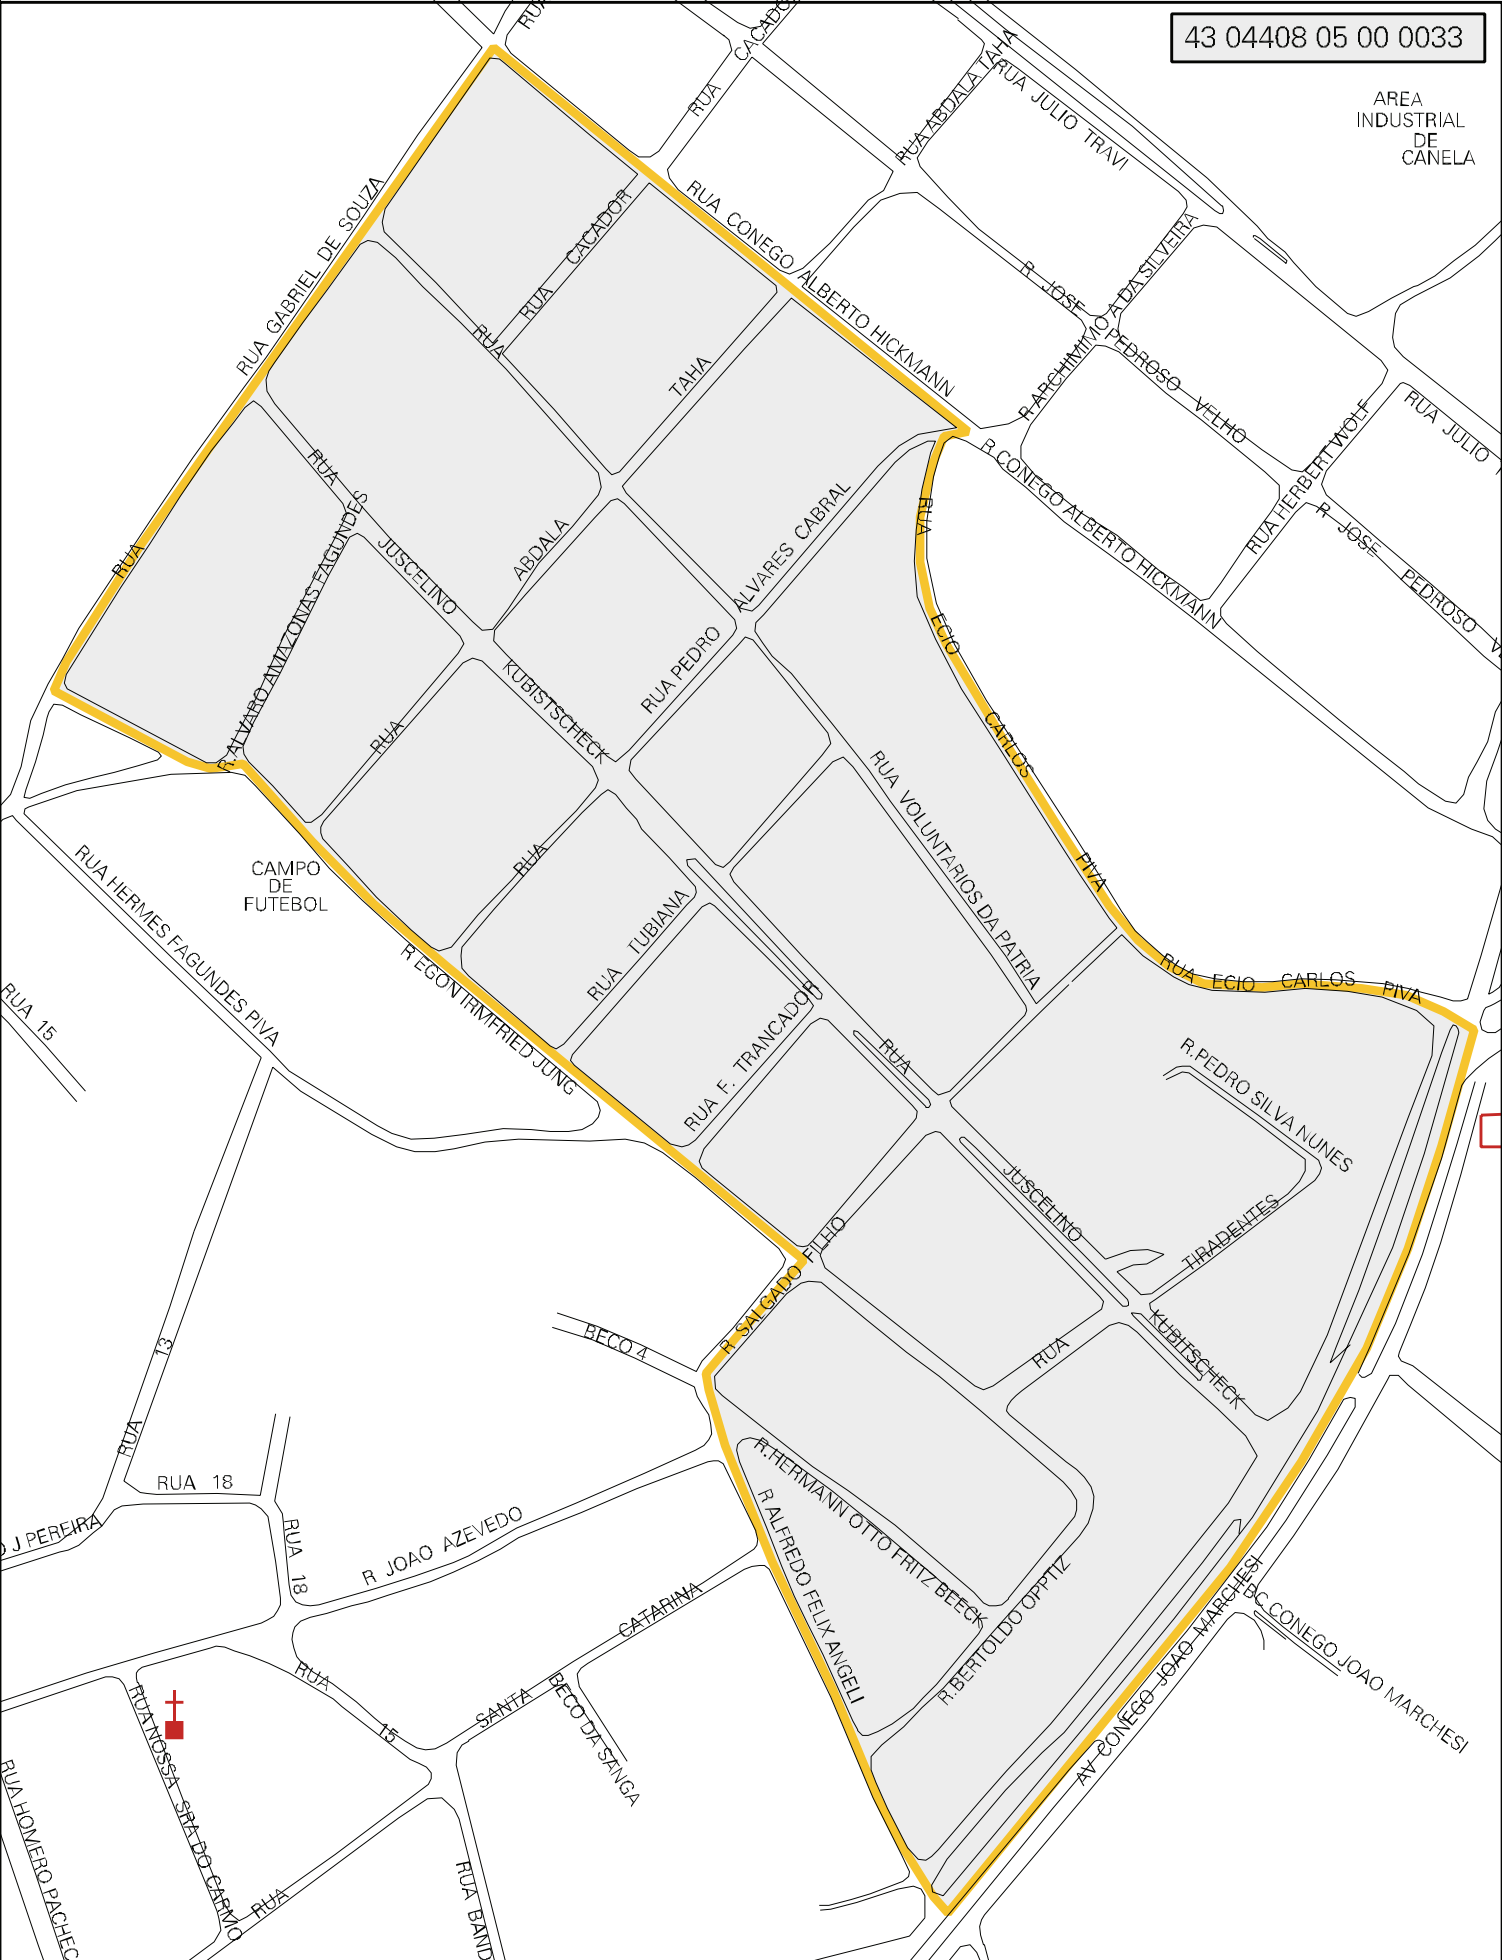 43 04408 05 00 0033
AREA
INDUSTRIAL
DE
CANELA
RUA
RUA CACADOR
RUA ABDALA TAHA
RUA JULIO TRAVI
RUA GABRIEL DE SOUZA
RUA CACADOR
RUA CONEGO ALBERTO HICKMANN
R JOSE PEDROSO VELHO
R ARCHIMIMO A DA SILVEIRA
RUA
TAHA
RUA HERBERT WOLF
RUA JULIO
R CONEGO ALBERTO HICKMANN
R JOSE PEDROSO
RUA
JUSCELINO
KUBISTSCHECK
ABDALA
RUA PEDRO ALVARES CABRAL
RUA ECIO CARLOS PIVA
RUA
R.ALVARO AMAZONAS FAGUNDES
RUA
RUA
RUA VOLUNTARIOS DA PATRIA
CAMPO
DE
FUTEBOL
RUA HERMES FAGUNDES PIVA
RUA TUBIANA
R EGON IRMFRIED JUNG
RUA ECIO CARLOS PIVA
RUA 15
RUA F. TRANCADOR
RUA JUSCELINO KUBITSCHECK
R.PEDRO SILVA NUNES
TIRADENTES
RUA
R SALGADO FILHO
BECO 4
RUA 13
RUA 18
RUA 18
J PEREIRA
R JOAO AZEVEDO
R.HERMANN OTTO FRITZ BEECK
R ALFREDO FELIX ANGELI
R.BERTOLDO OPPTIZ
AV CONEGO JOAO MARCHESI
BC CONEGO JOAO MARCHESI
SANTA CATARINA
BECO DA SANGA
RUA 15
RUA NOSSA SRA DO CARMO
RUA HOMERO PACHEC
RUA
RUA BAND